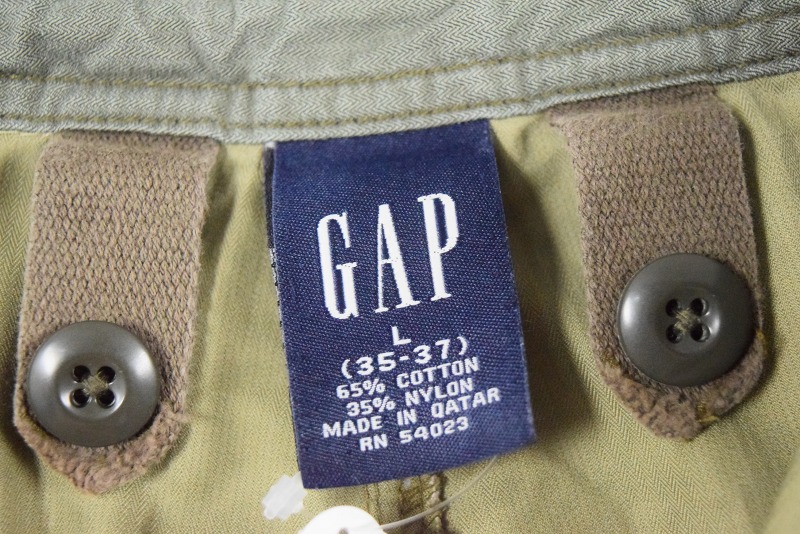 GAP
L
(35-37)
65% COTTON
35% NYLON
MADE IN QATAR
RN 54023